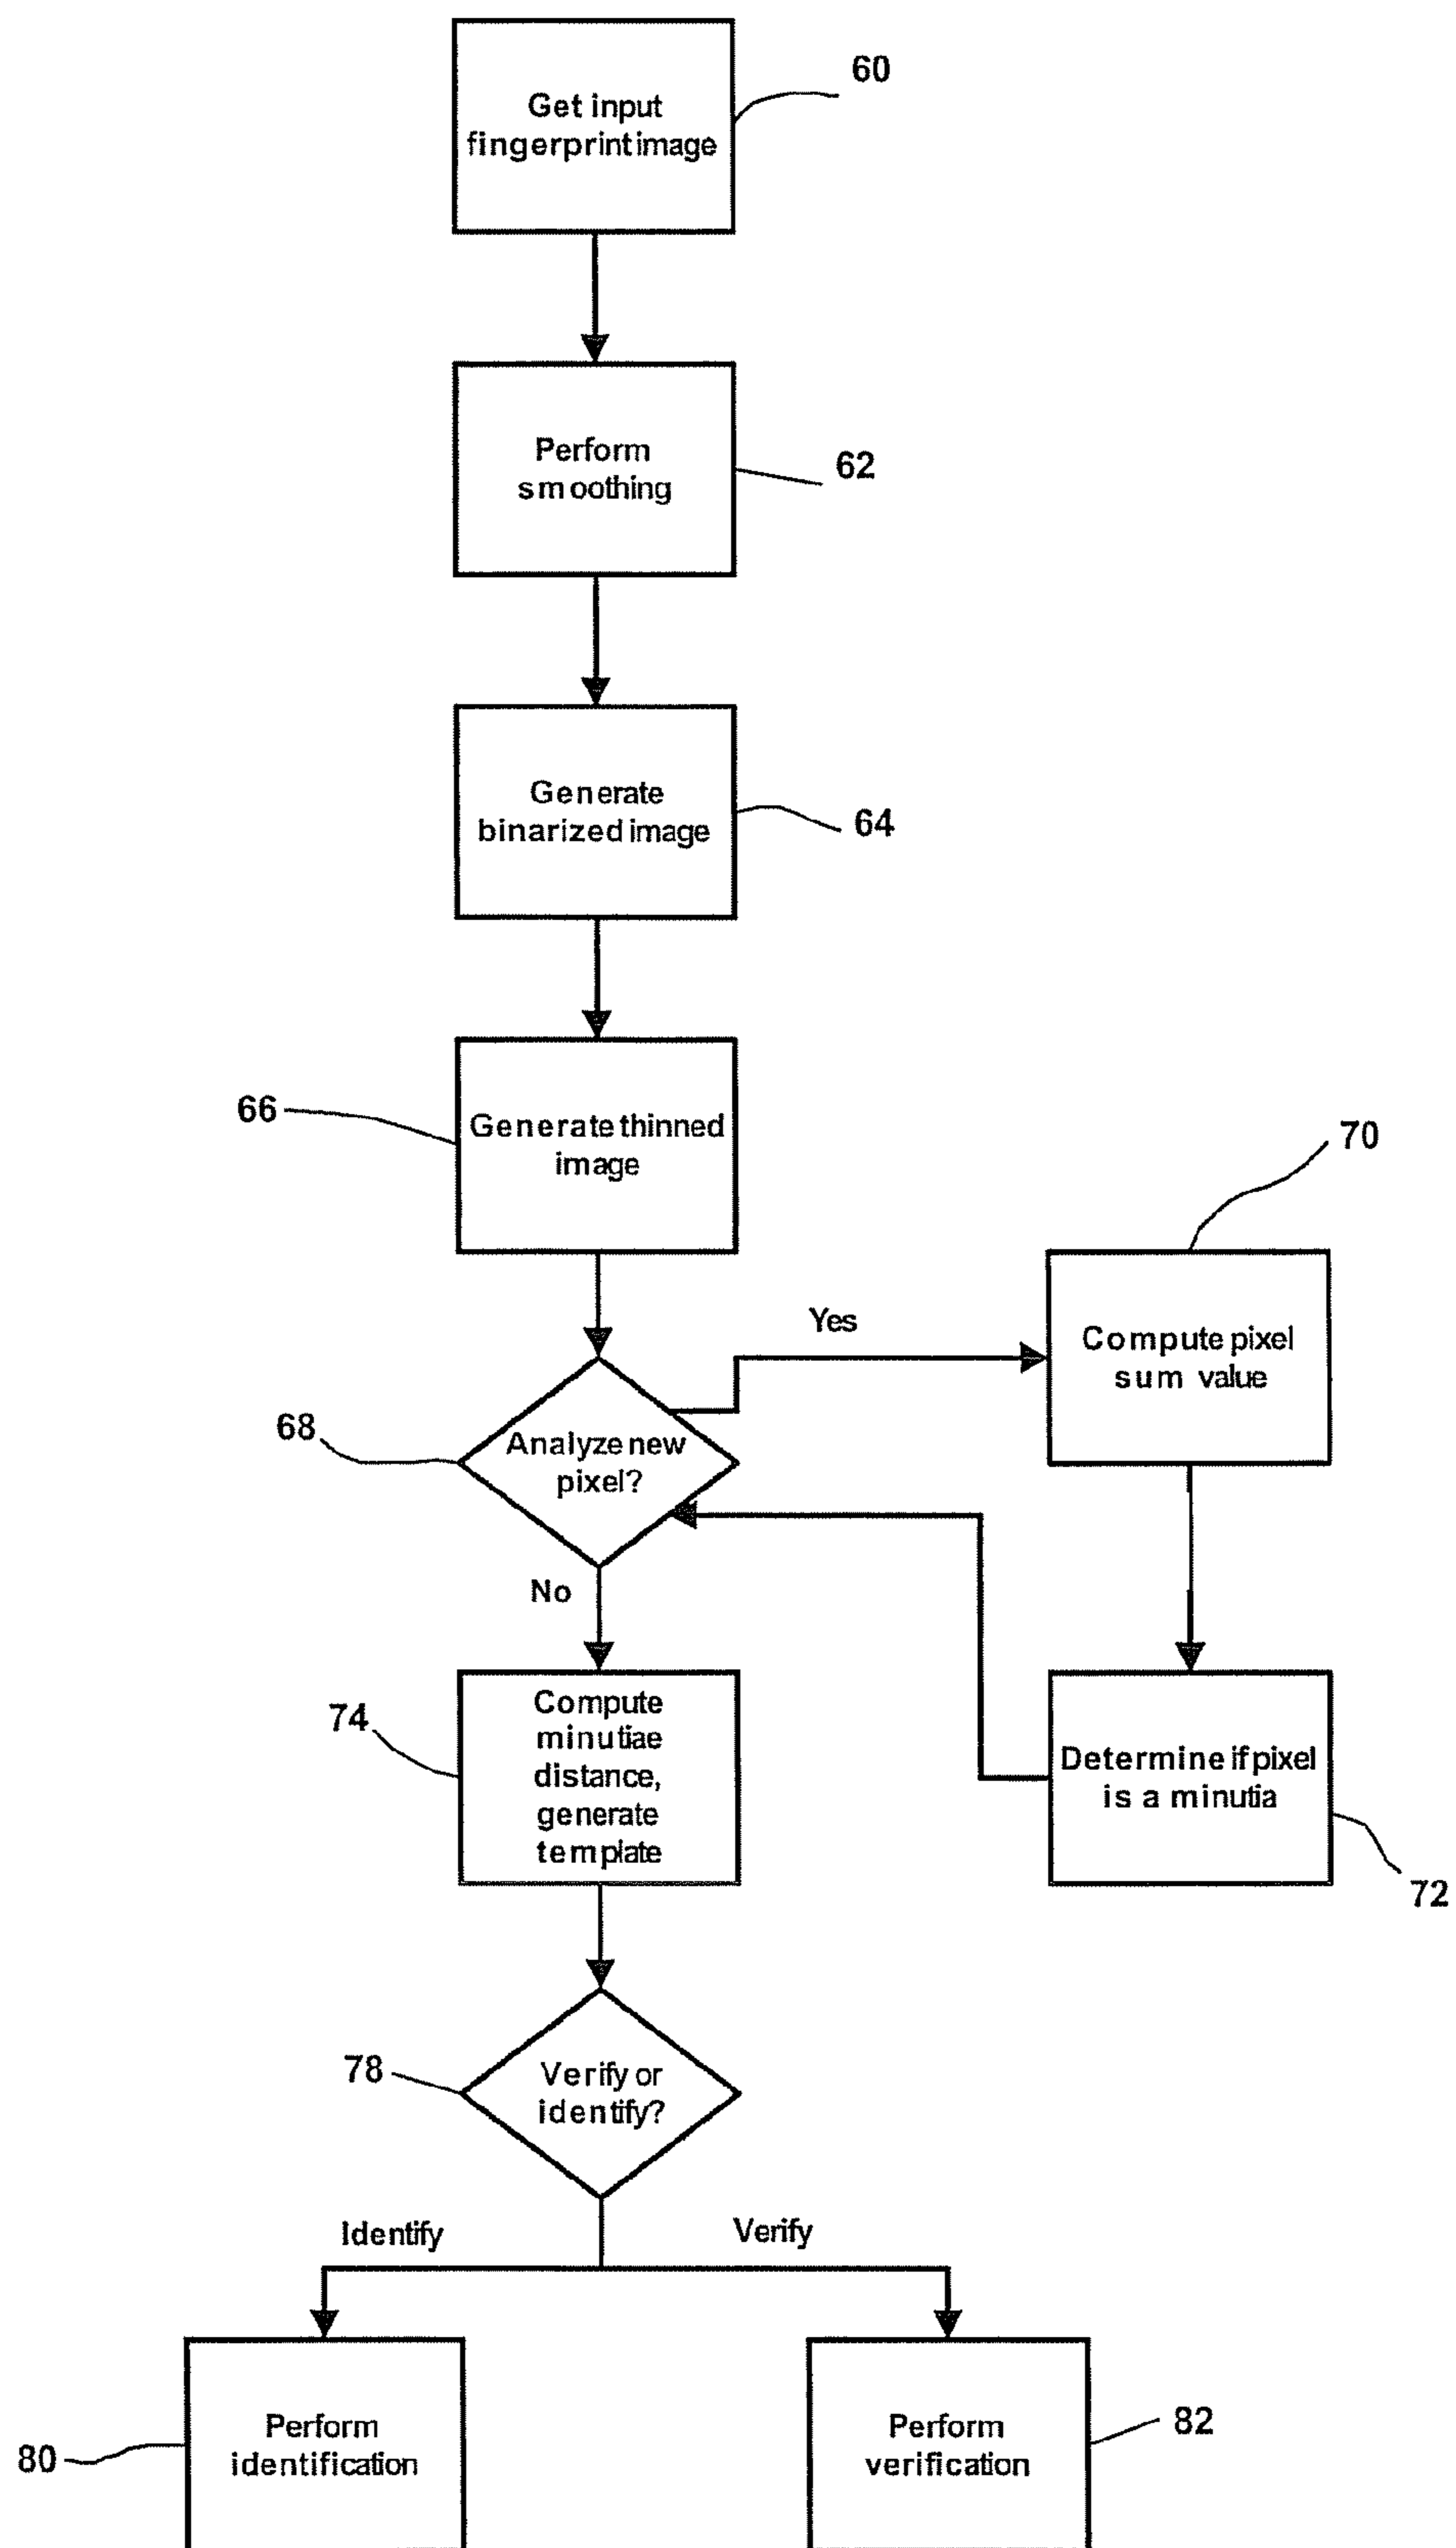 Get input
fingerprint image
60
Perform
smoothing
62
Generate
binarized image
64
66
Generate thinned
image
70
Yes
Compute pixel
sum value
68
Analyze new
pixel?
No
74
Compute
minutiae
distance,
generate
template
Determine if pixel
is a minutia
72
78
Verify or
identify?
Identify
Verify
80
Perform
identification
Perform
verification
82